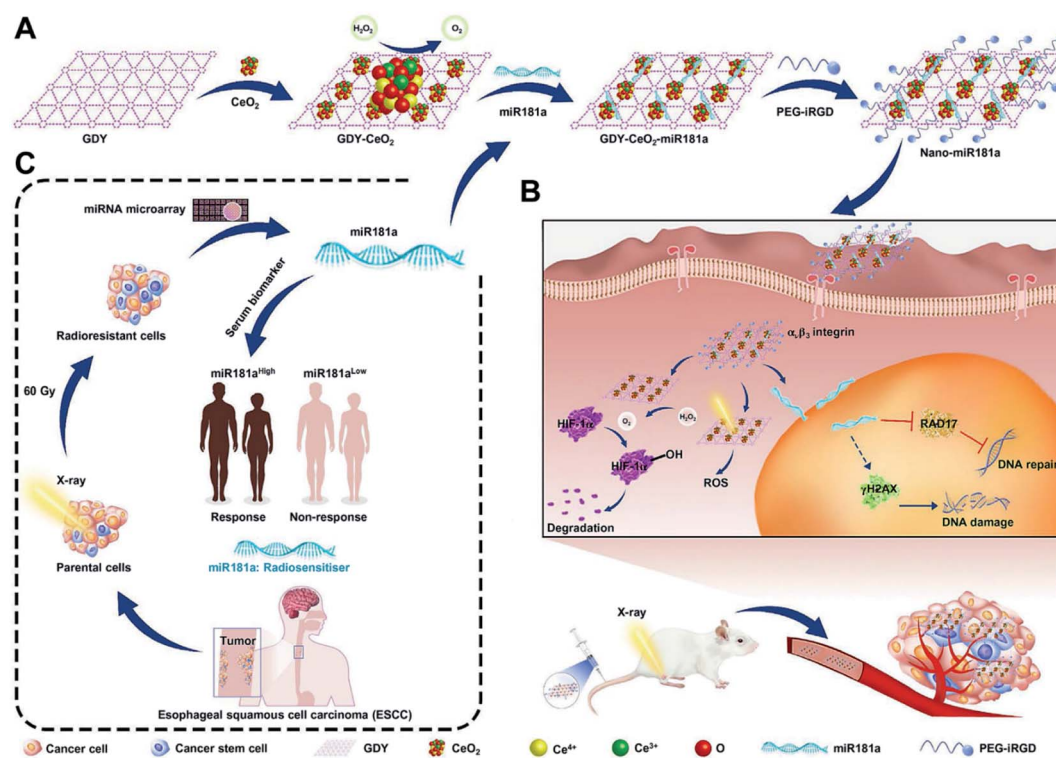 A
H₂O₂
O₂
CeO₂
miR181a
PEG-iRGD
GDY
GDY-CeO₂
GDY-CeO₂-miR181a
Nano-miR181a
C
miRNA microarray
miR181a
Serum biomarker
Radioresistant cells
60 Gy
miR181aᴴⁱᵍʰ
miR181aᴸᵒʷ
X-ray
Response
Non-response
Parental cells
miR181a: Radiosensitiser
Tumor
Esophageal squamous cell carcinoma (ESCC)
B
αᵥβ₃ integrin
HIF-1α
O₂
H₂O₂
HIF-1α
OH
ROS
Degradation
RAD17
DNA repair
γH2AX
DNA damage
X-ray
Cancer cell
Cancer stem cell
GDY
CeO₂
Ce⁴⁺
Ce³⁺
O
miR181a
PEG-iRGD